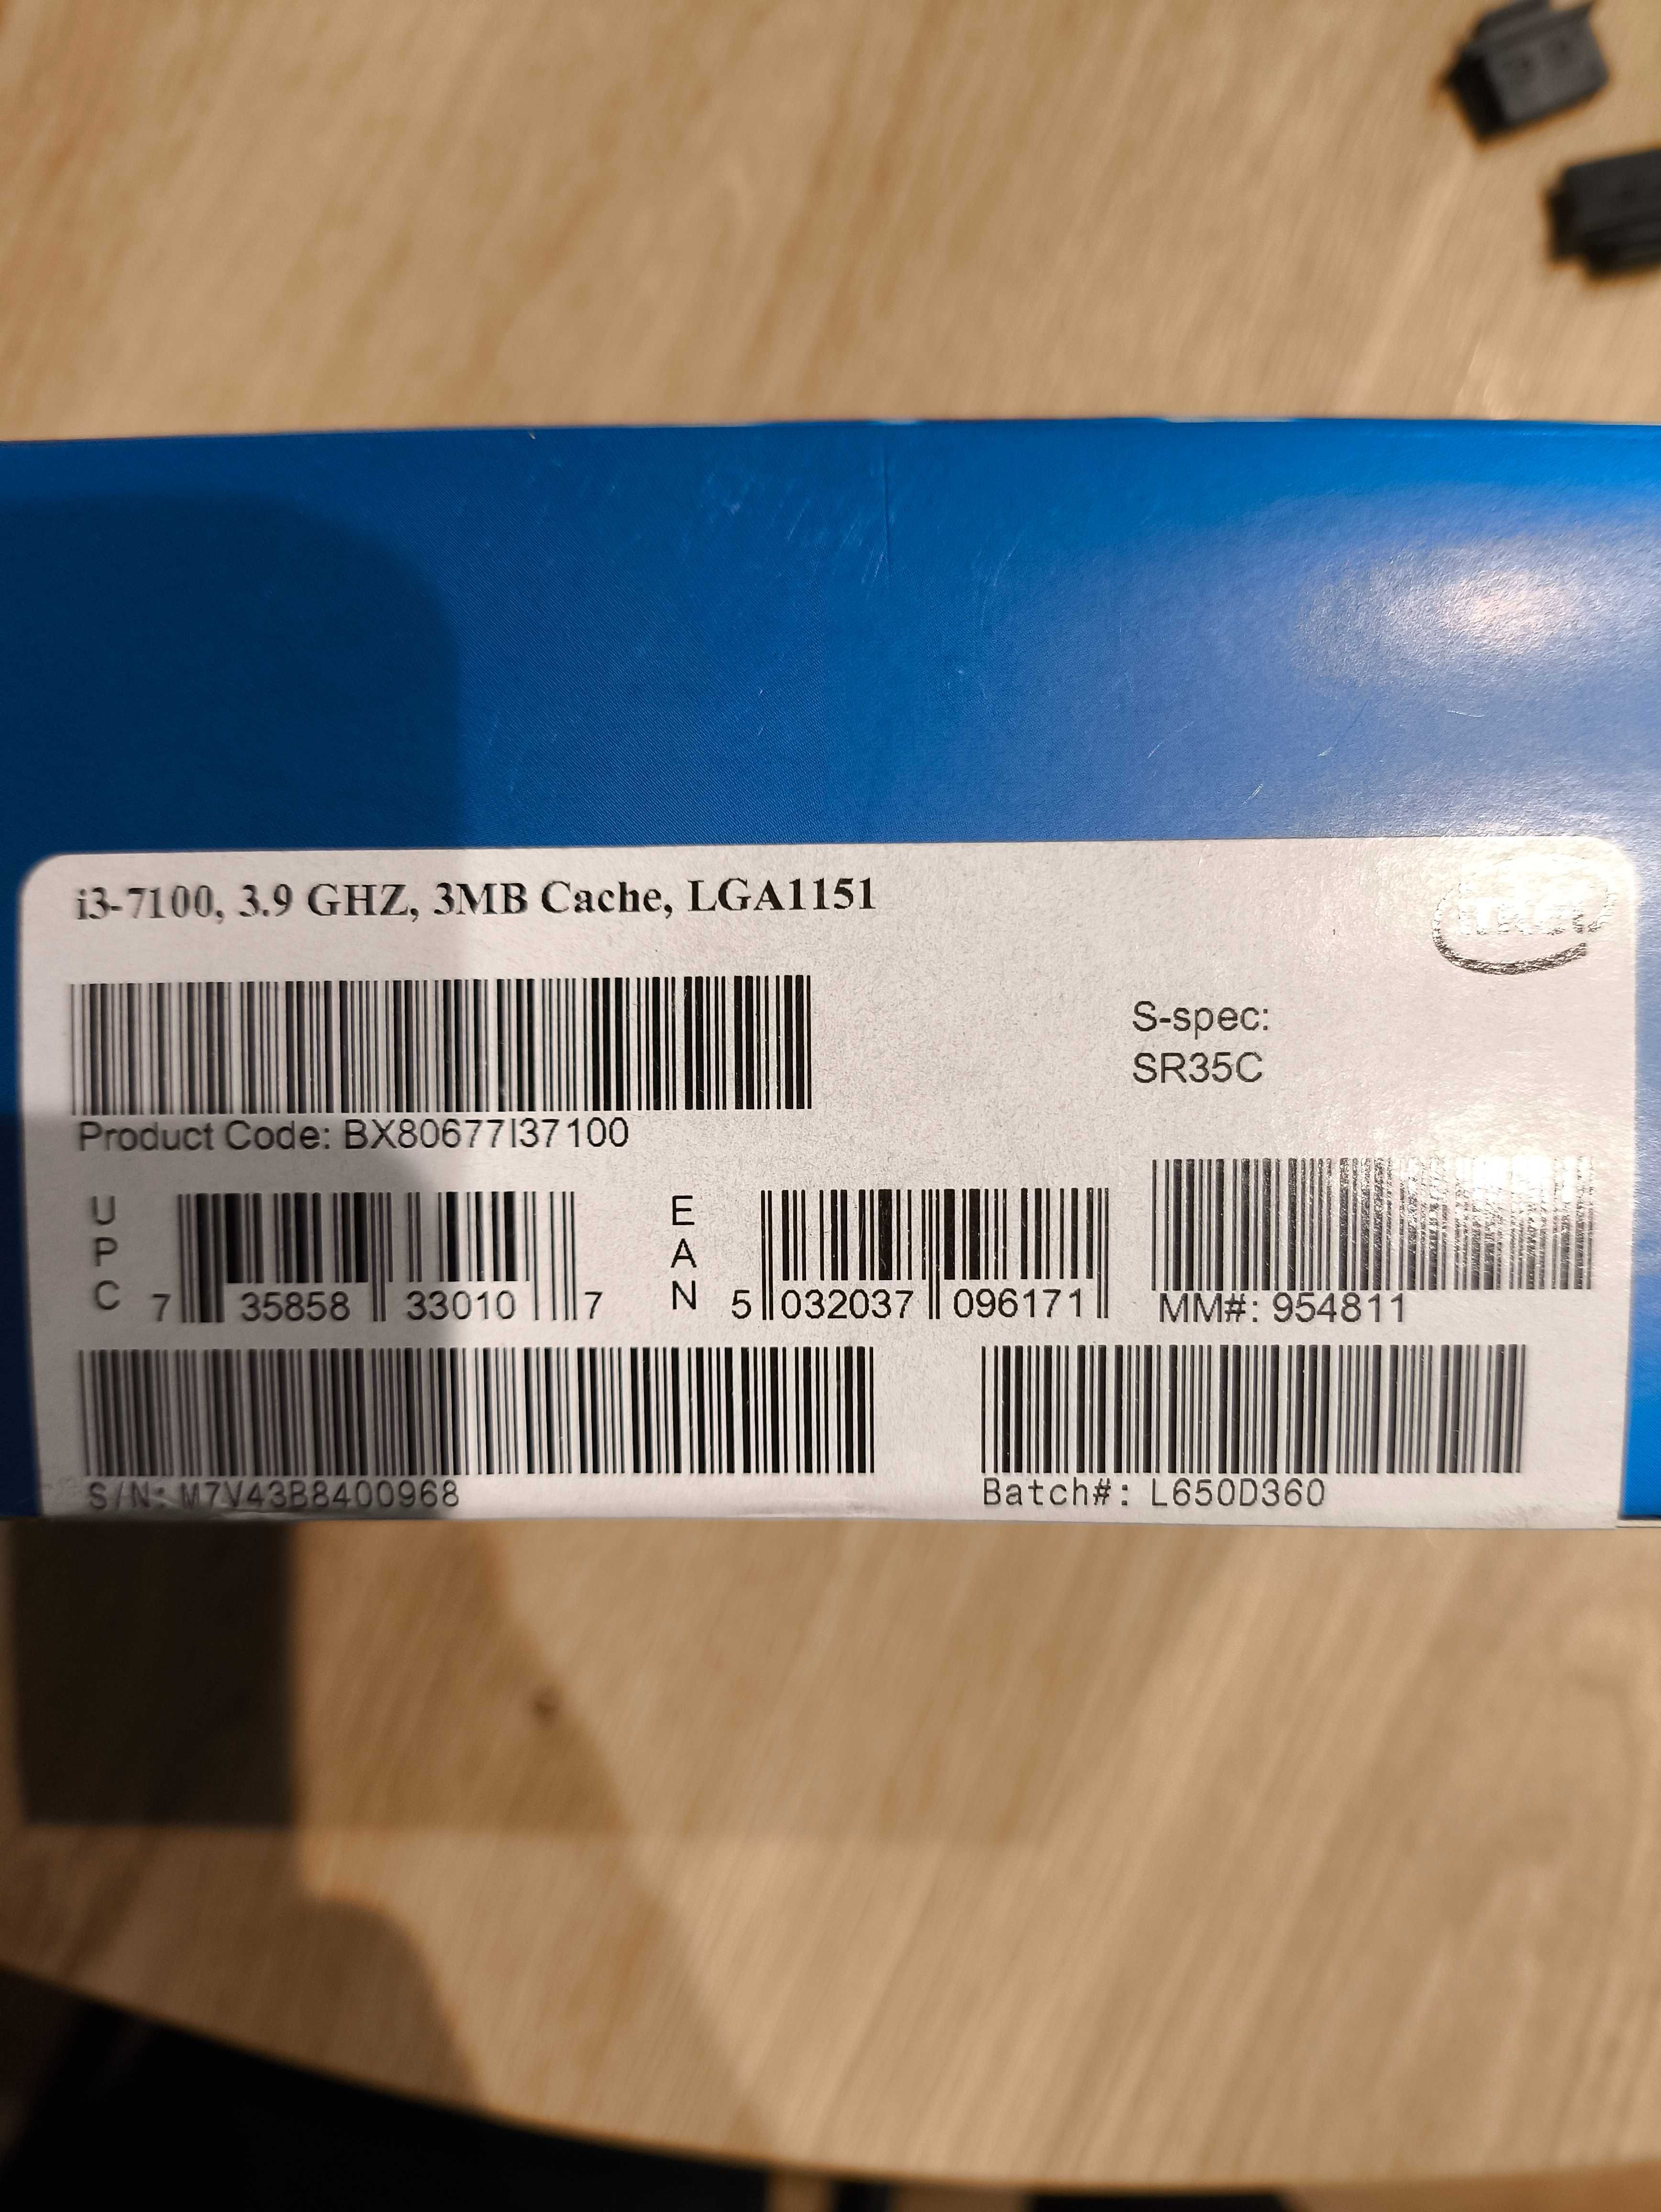 i3-7100, 3.9 GHZ, 3MB Cache, LGA1151
intel
S-spec:
SR35C
Product Code: BX80677I37100
UPC 7 35858 33010 7
EAN 5 032037 096171
MM#: 954811
S/N: M7V43B8400968
Batch#: L650D360